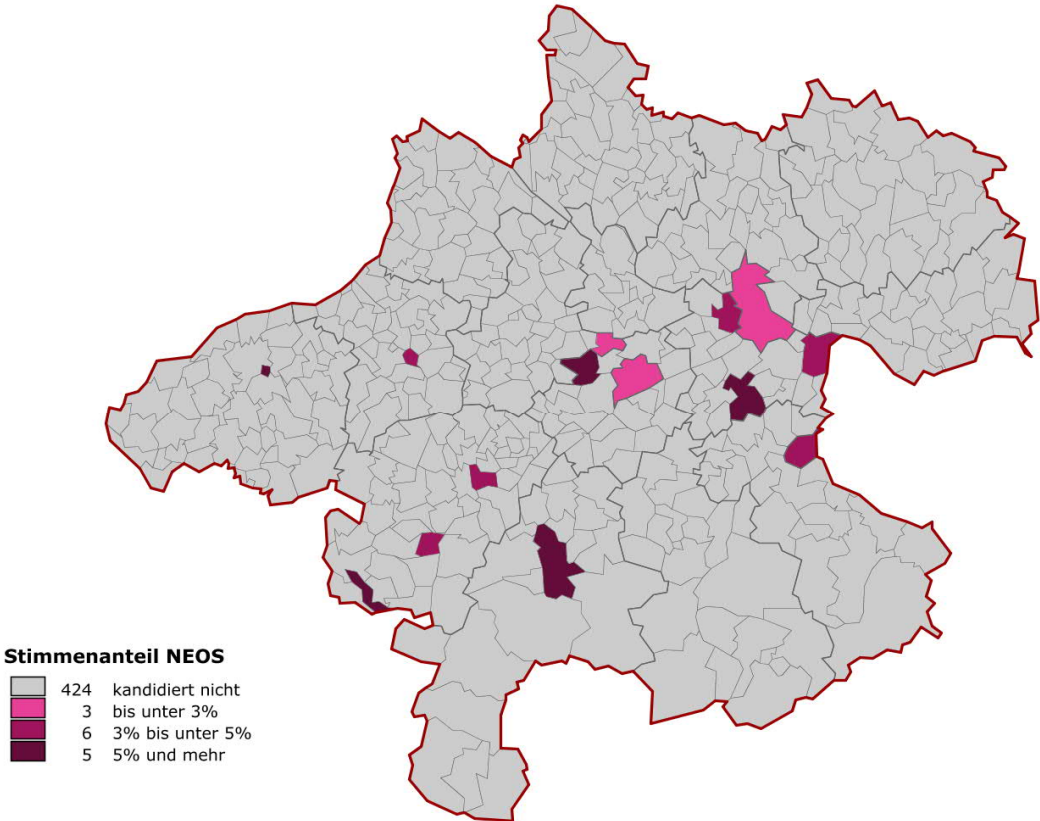 Stimmenanteil NEOS
424 kandidiert nicht
3 bis unter 3%
6 3% bis unter 5%
5 5% und mehr